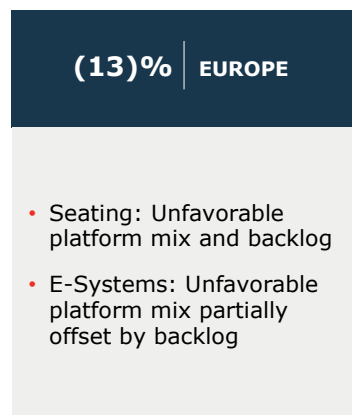 (13)% EUROPE
• Seating: Unfavorable
platform mix and backlog
• E-Systems: Unfavorable
platform mix partially
offset by backlog